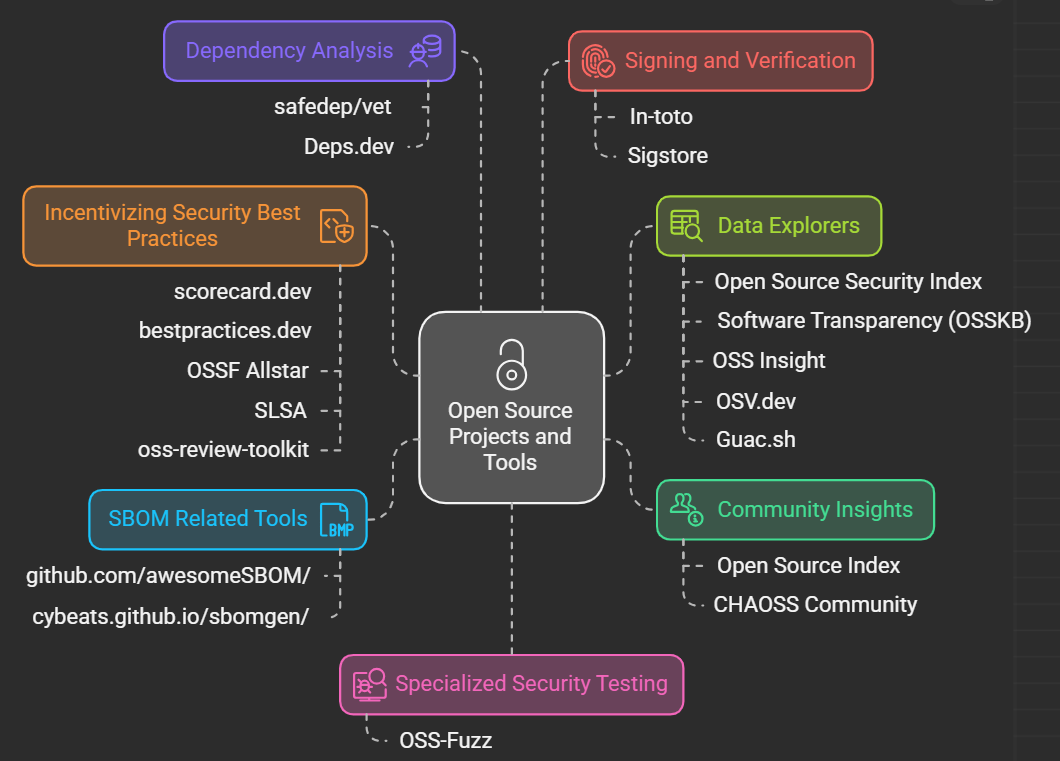 Dependency Analysis
safedep/vet
Deps.dev
Signing and Verification
In-toto
Sigstore
Incentivizing Security Best
Practices
scorecard.dev
bestpractices.dev
OSSF Allstar
SLSA
oss-review-toolkit
Data Explorers
Open Source Security Index
Software Transparency (OSSKB)
OSS Insight
OSV.dev
Guac.sh
Open Source
Projects and
Tools
SBOM Related Tools
BMP
github.com/awesomeSBOM/
cybeats.github.io/sbomgen/
Community Insights
Open Source Index
CHAOSS Community
Specialized Security Testing
OSS-Fuzz